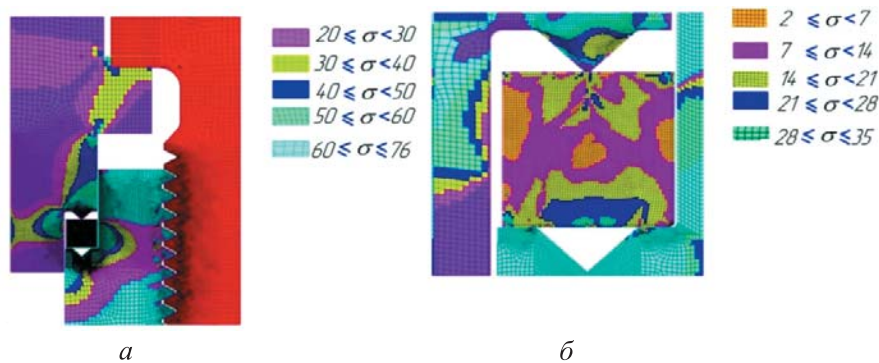 20 ≤ σ<30
30 ≤ σ<40
40 ≤ σ<50
50 ≤ σ<60
60 ≤ σ≤76
2 ≤ σ<7
7 ≤ σ<14
14 ≤ σ<21
21 ≤ σ<28
28 ≤ σ≤35
а
б